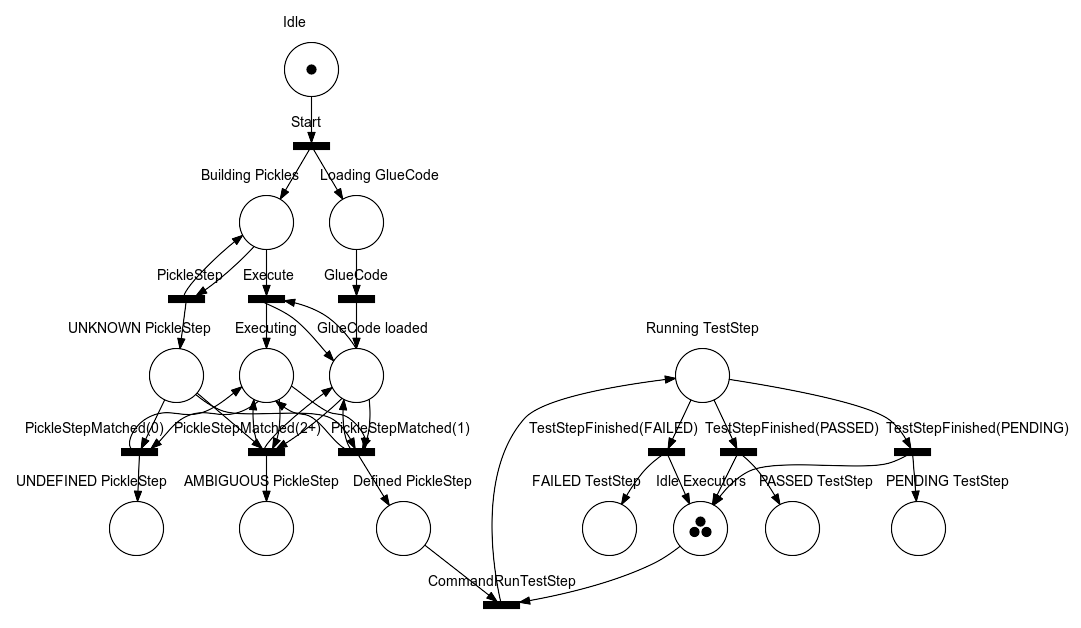 Idle
Start
Building Pickles
Loading GlueCode
PickleStep
Execute
GlueCode
UNKNOWN PickleStep
Executing
GlueCode loaded
Running TestStep
PickleStepMatched(0)
PickleStepMatched(2+)
PickleStepMatched(1)
TestStepFinished(FAILED)
TestStepFinished(PASSED)
TestStepFinished(PENDING)
UNDEFINED PickleStep
AMBIGUOUS PickleStep
Defined PickleStep
FAILED TestStep
Idle Executors
PASSED TestStep
PENDING TestStep
CommandRunTestStep